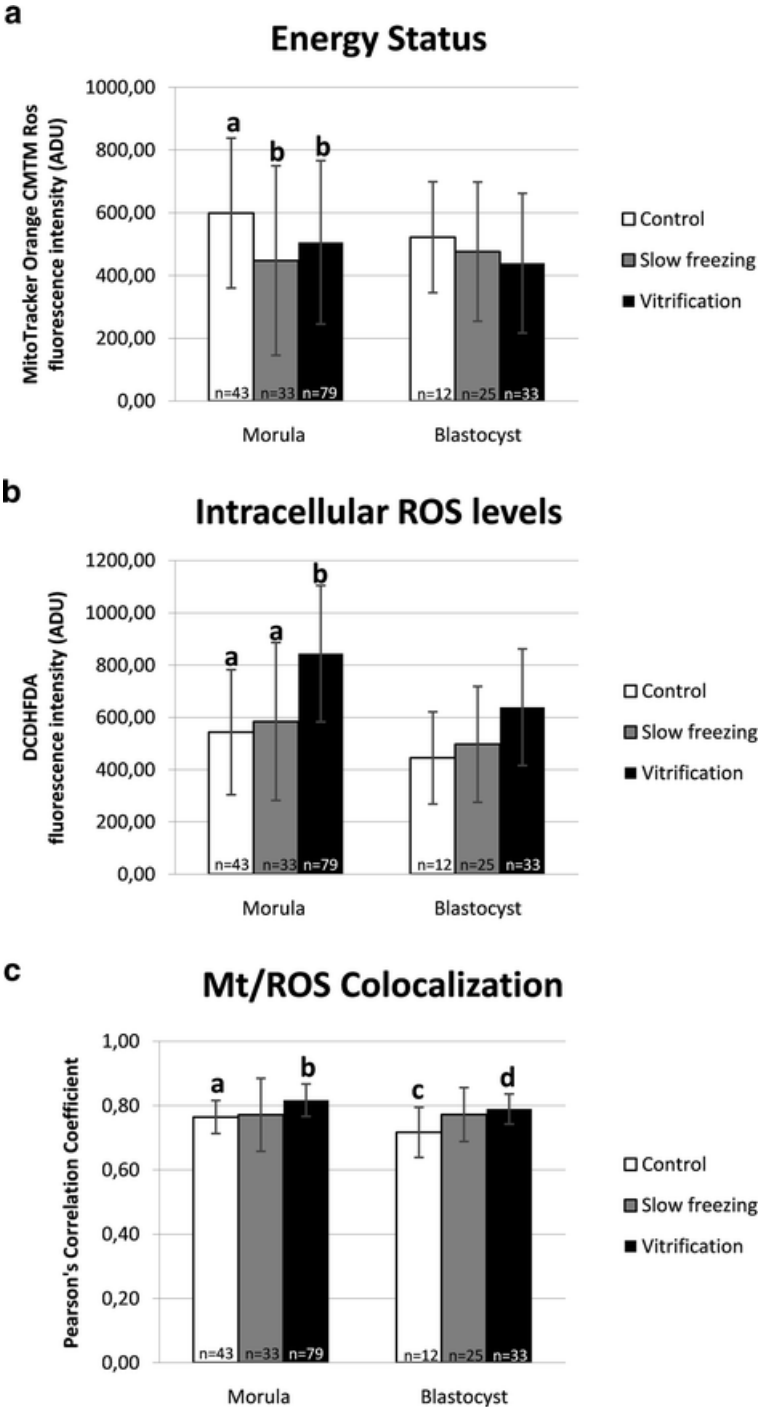 a
Energy Status
MitoTracker Orange CMTM Ros
fluorescence intensity (ADU)
1000,00
800,00
600,00
400,00
200,00
0,00
a
b
b
n=43
n=33
n=79
n=12
n=25
n=33
Morula
Blastocyst
Control
Slow freezing
Vitrification
b
Intracellular ROS levels
DCDHFDA
fluorescence intensity (ADU)
1200,00
1000,00
800,00
600,00
400,00
200,00
0,00
a
a
b
n=43
n=33
n=79
n=12
n=25
n=33
Morula
Blastocyst
Control
Slow freezing
Vitrification
c
Mt/ROS Colocalization
Pearson's Correlation Coefficient
1,00
0,80
0,60
0,40
0,20
0,00
a
b
c
d
n=43
n=33
n=79
n=12
n=25
n=33
Morula
Blastocyst
Control
Slow freezing
Vitrification